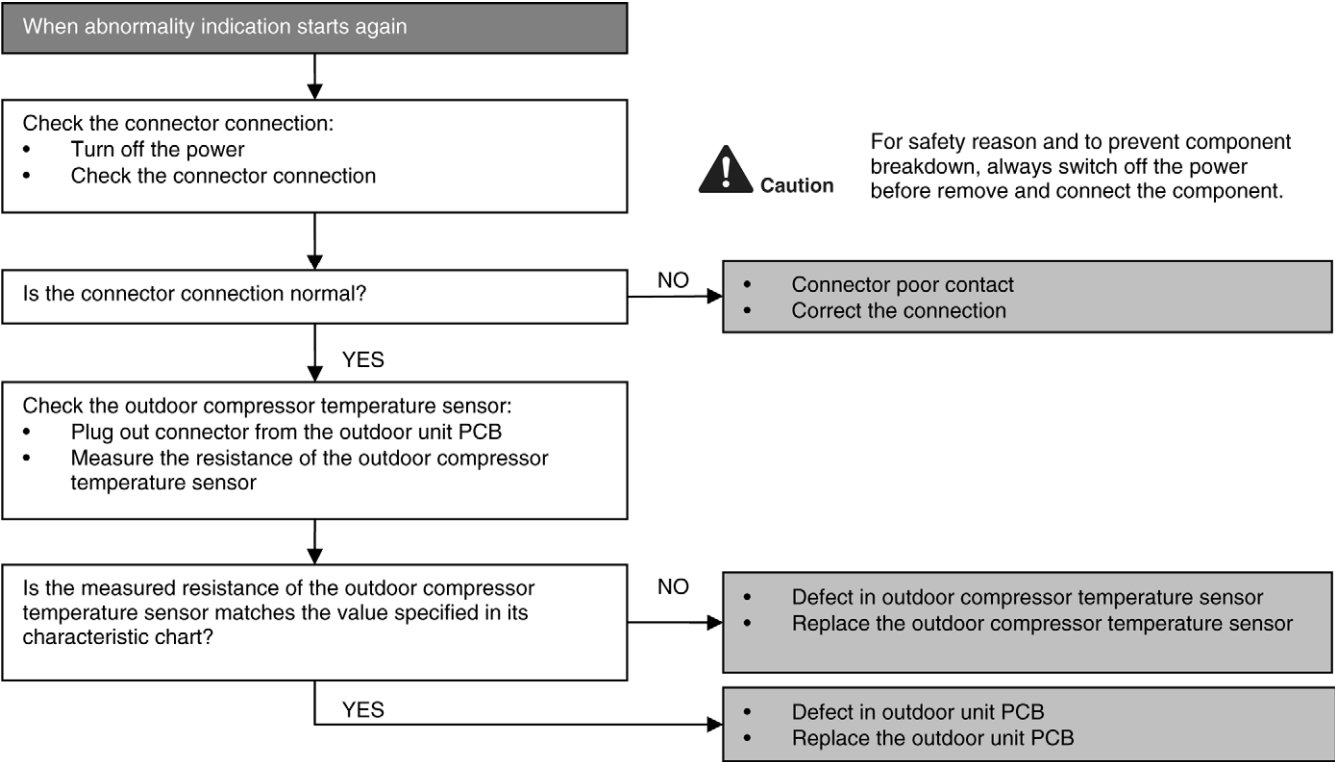 When abnormality indication starts again
Check the connector connection:
• Turn off the power
• Check the connector connection
Caution
For safety reason and to prevent component
breakdown, always switch off the power
before remove and connect the component.
Is the connector connection normal?
NO
• Connector poor contact
• Correct the connection
YES
Check the outdoor compressor temperature sensor:
• Plug out connector from the outdoor unit PCB
• Measure the resistance of the outdoor compressor
temperature sensor
Is the measured resistance of the outdoor compressor
temperature sensor matches the value specified in its
characteristic chart?
NO
• Defect in outdoor compressor temperature sensor
• Replace the outdoor compressor temperature sensor
YES
• Defect in outdoor unit PCB
• Replace the outdoor unit PCB